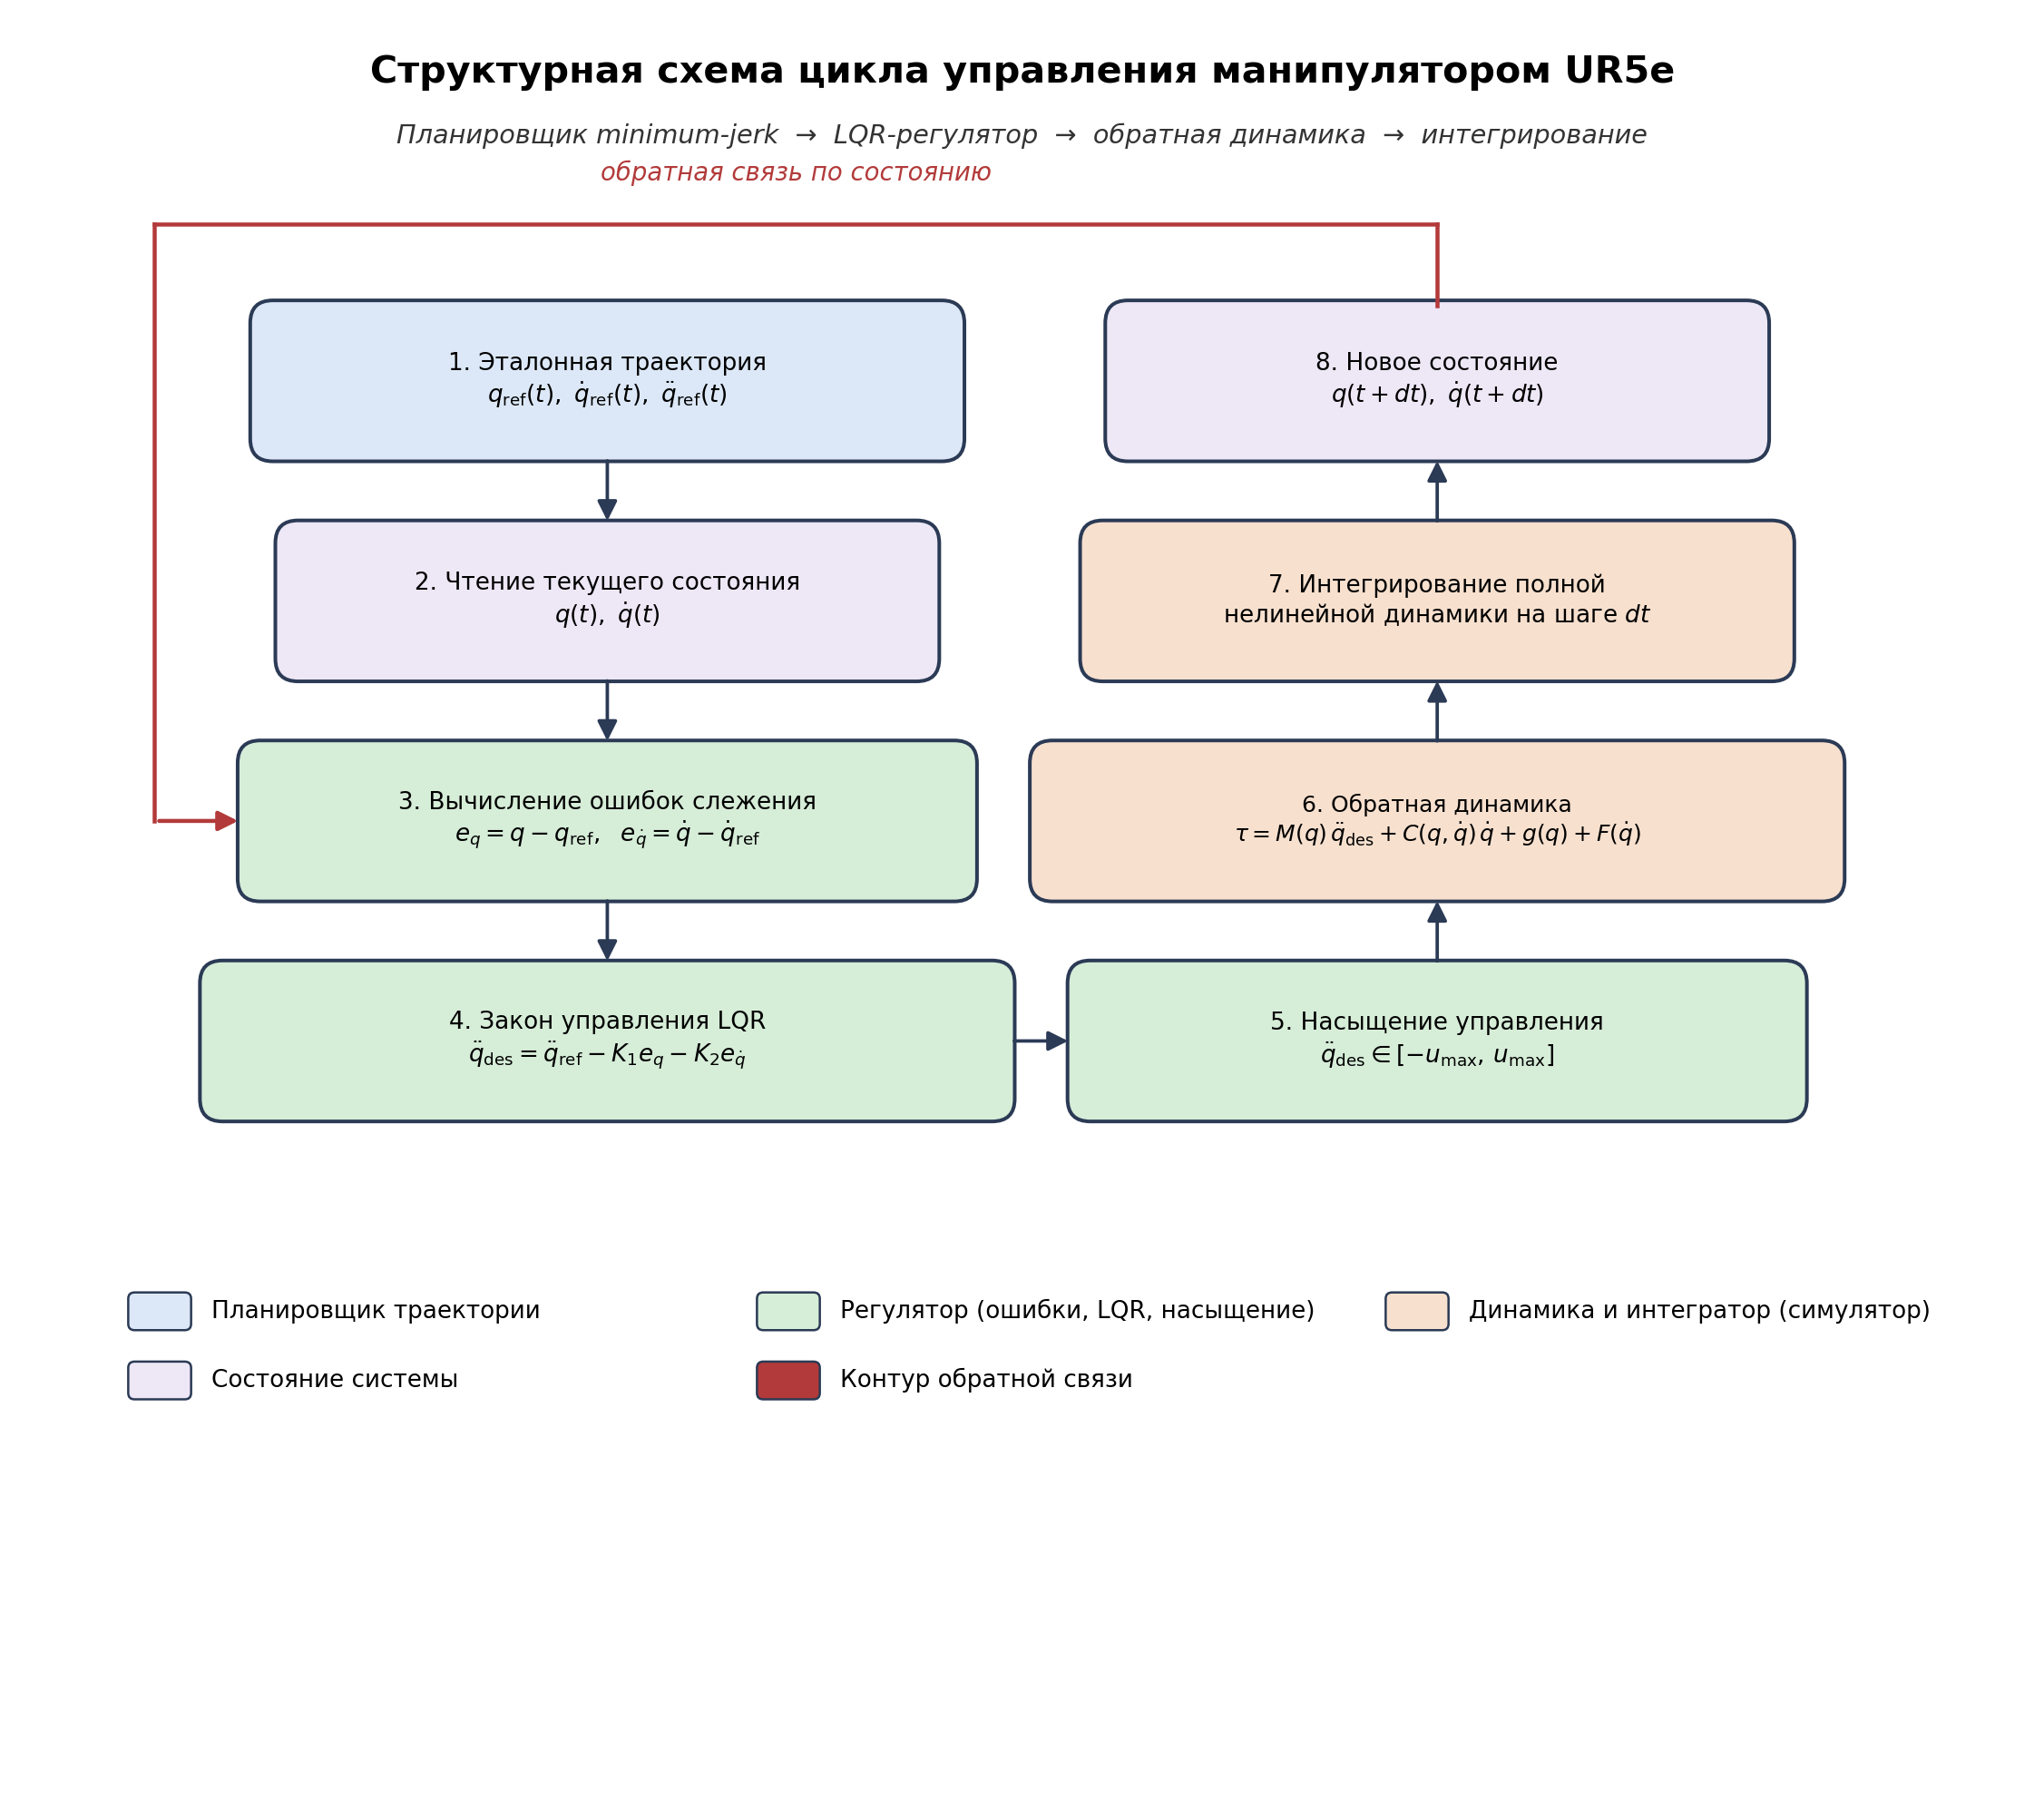 Структурная схема цикла управления манипулятором UR5e
Планировщик minimum-jerk → LQR-регулятор → обратная динамика → интегрирование
обратная связь по состоянию
1. Эталонная траектория
q_ref(t), q̇_ref(t), q̈_ref(t)
2. Чтение текущего состояния
q(t), q̇(t)
3. Вычисление ошибок слежения
e_q = q − q_ref, e_q̇ = q̇ − q̇_ref
4. Закон управления LQR
q̈_des = q̈_ref − K₁e_q − K₂e_q̇
5. Насыщение управления
q̈_des ∈ [−u_max, u_max]
6. Обратная динамика
τ = M(q) q̈_des + C(q, q̇) q̇ + g(q) + F(q̇)
7. Интегрирование полной
нелинейной динамики на шаге dt
8. Новое состояние
q(t + dt), q̇(t + dt)
Планировщик траектории
Регулятор (ошибки, LQR, насыщение)
Динамика и интегратор (симулятор)
Состояние системы
Контур обратной связи